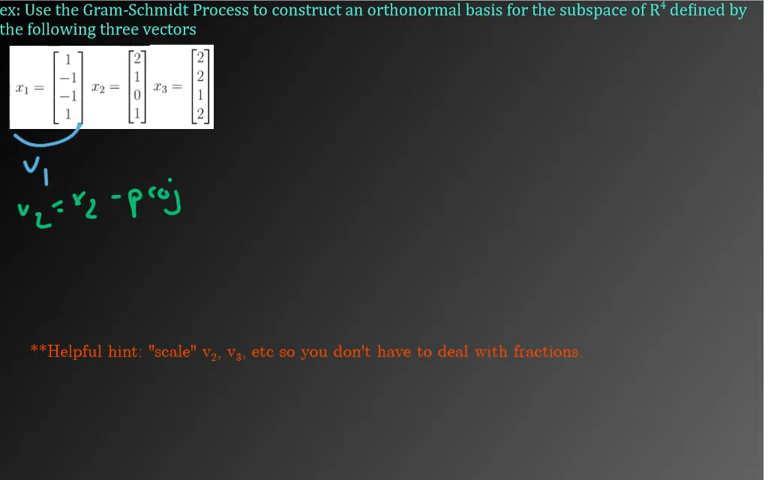 ex: Use the Gram-Schmidt Process to construct an orthonormal basis for the subspace of R⁴ defined by
the following three vectors
x₁ = [1 −1 −1 1] x₂ = [2 1 0 1] x₃ = [2 2 1 2]
v₁
v₂ = x₂ - proj
**Helpful hint: "scale" v₂, v₃, etc so you don't have to deal with fractions.